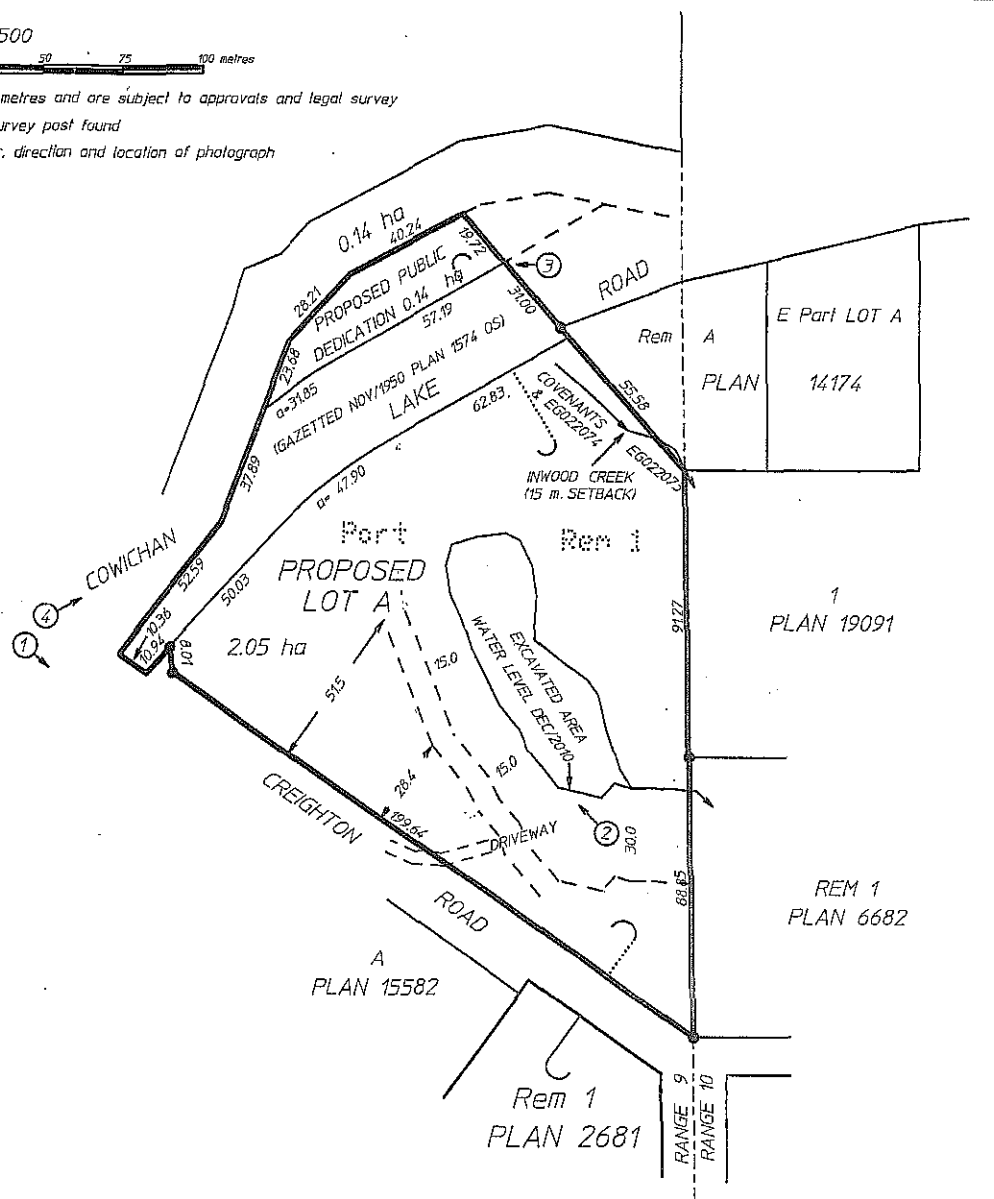 500
50 75 100 metres
metres and are subject to approvals and legal survey
urvey post found
r, direction and location of photograph
0.14 ha
40.24
19.72
28.21
PROPOSED PUBLIC
DEDICATION 0.14 ha
3
ROAD
31.00
57.19
23.68
a=31.85
(GAZETTED NOV/1950 PLAN 1574 OS)
LAKE
62.83
Rem A
PLAN
E Part LOT A
14174
55.58
COVENANTS
& EG022074
EG022075
INWOOD CREEK
(15 m. SETBACK)
37.89
a= 47.90
COWICHAN
52.59
50.03
Port
Rem 1
PROPOSED
LOT A
2.05 ha
4
1
10.36
10.94
8.01
51.5
15.0
EXCAVATED AREA
WATER LEVEL DEC/2010
91.27
1
PLAN 19091
15.0
28.4
199.64
CREIGHTON
DRIVEWAY
2
30.0
88.85
ROAD
REM 1
PLAN 6682
A
PLAN 15582
Rem 1
PLAN 2681
RANGE 9
RANGE 10